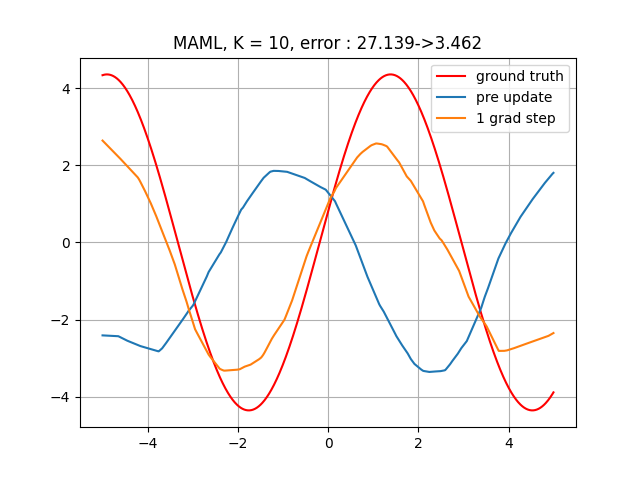 MAML, K = 10, error : 27.139->3.462
ground truth
pre update
1 grad step
4
2
0
−2
−4
−4
−2
0
2
4